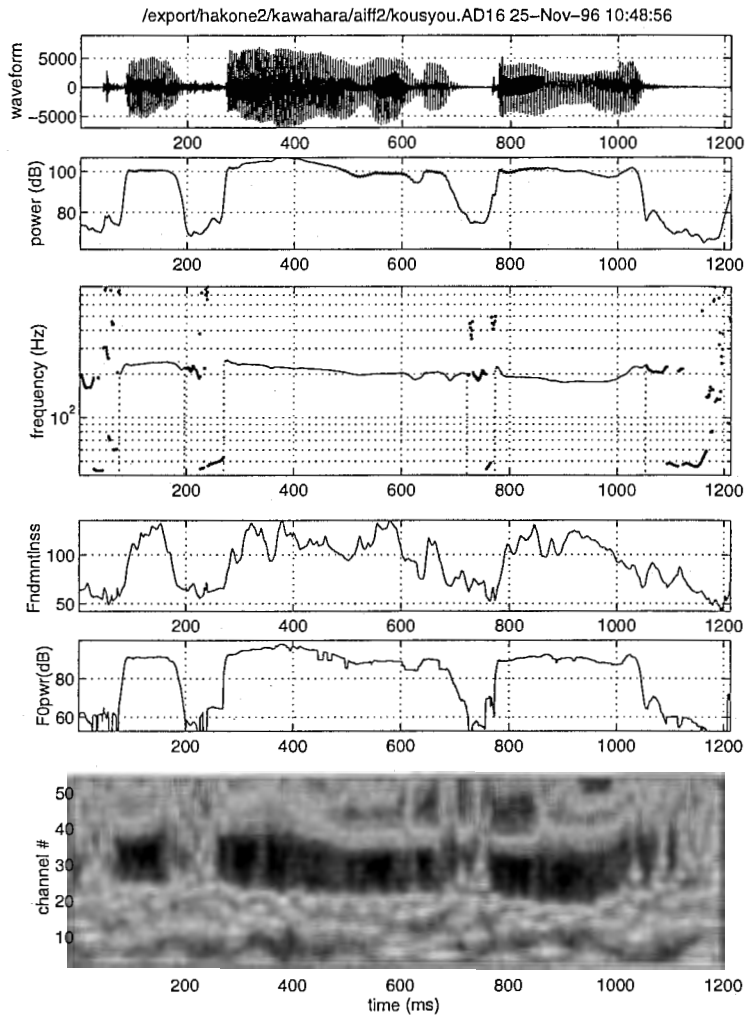 /export/hakone2/kawahara/aiff2/kousyou.AD16 25-Nov-96 10:48:56
waveform
5000
0
−5000
200 400 600 800 1000 1200
power (dB)
100
80
200 400 600 800 1000 1200
frequency (Hz)
10^2
200 400 600 800 1000 1200
Fndmntlnss
100
50
200 400 600 800 1000 1200
F0pwr(dB)
80
60
200 400 600 800 1000 1200
channel #
50
40
30
20
10
200 400 600 800 1000 1200
time (ms)